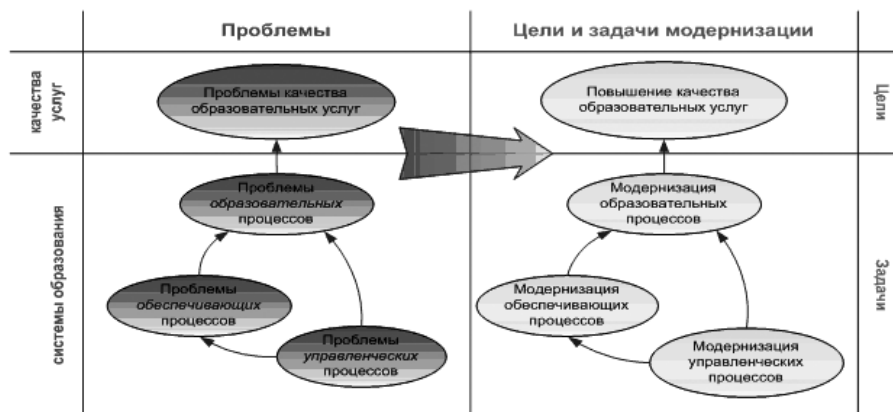 Проблемы
Цели и задачи модернизации
качества
услуг
Проблемы качества
образовательных услуг
Повышение качества
образовательных услуг
Цели
системы образования
Проблемы
образовательных
процессов
Модернизация
образовательных
процессов
Проблемы
обеспечивающих
процессов
Модернизация
обеспечивающих
процессов
Проблемы
управленческих
процессов
Модернизация
управленческих
процессов
Задачи